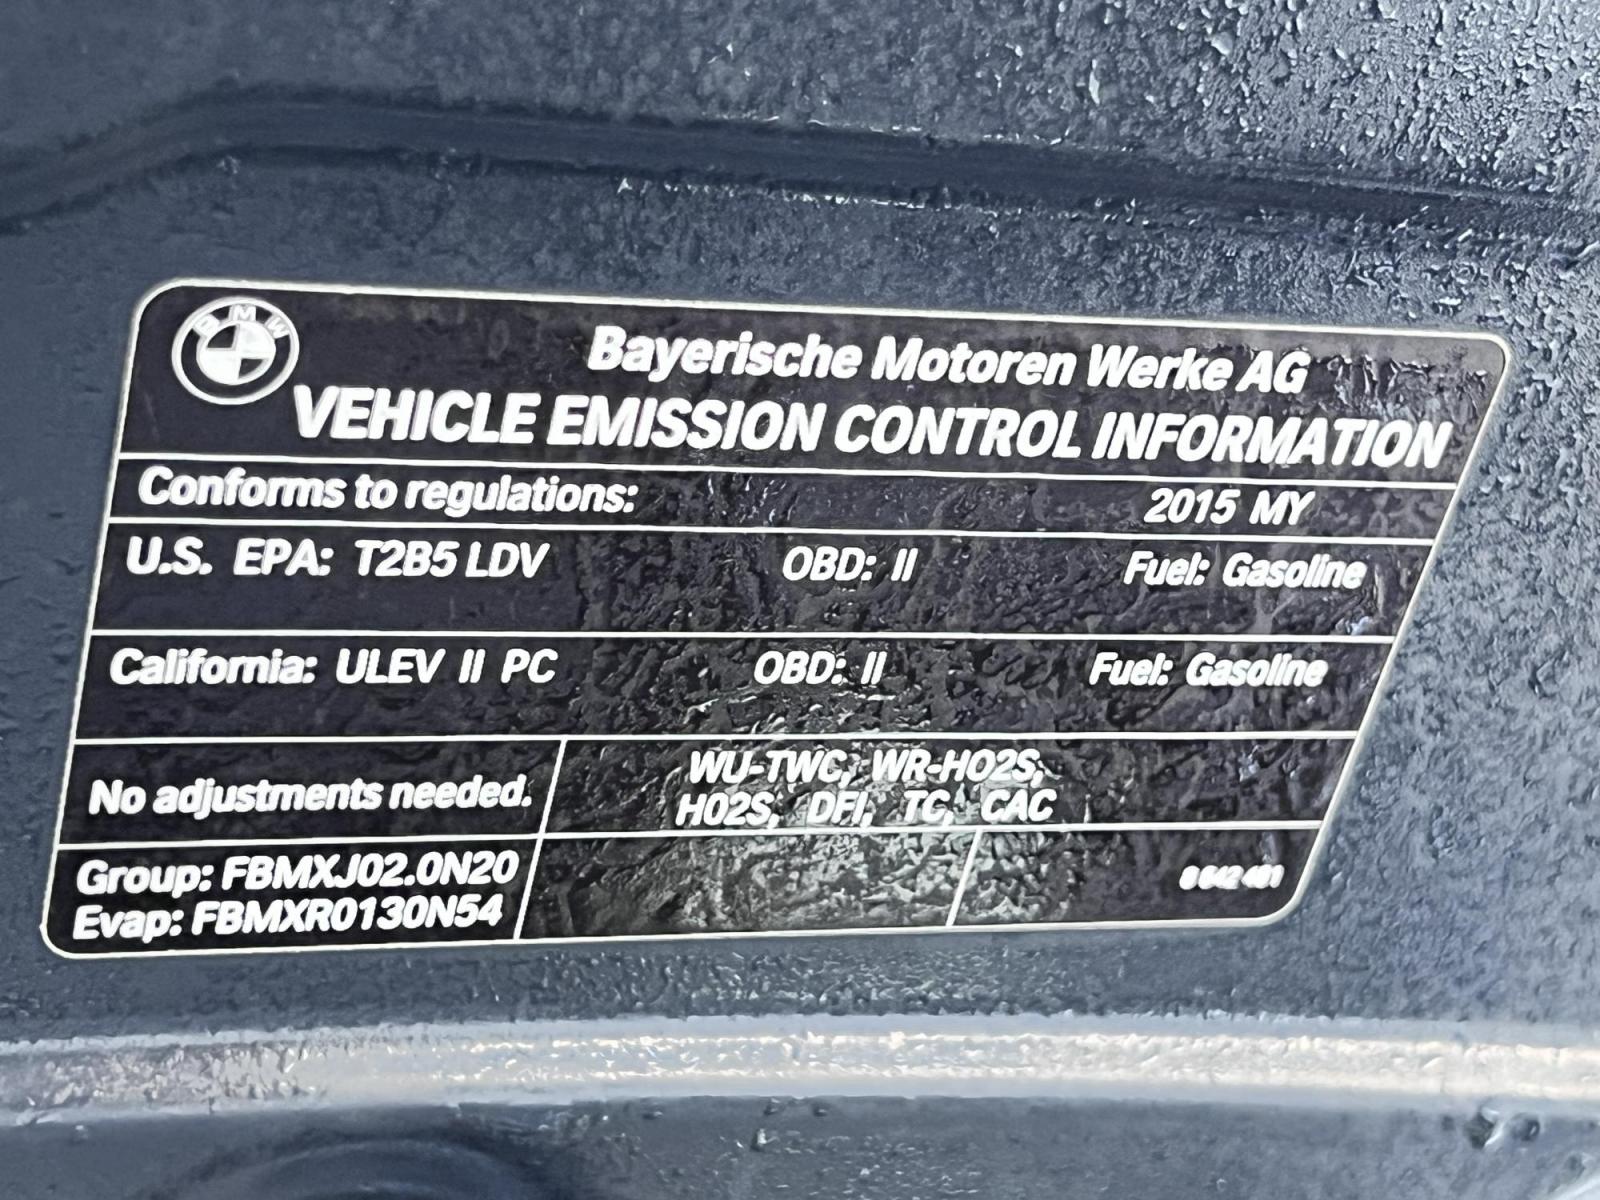 BMW
Bayerische Motoren Werke AG
VEHICLE EMISSION CONTROL INFORMATION
Conforms to regulations: 2015 MY
U.S. EPA: T2B5 LDV OBD: II Fuel: Gasoline
California: ULEV II PC OBD: II Fuel: Gasoline
No adjustments needed.
WU-TWC, WR-HO2S,
H02S, DFI, TC, CAC
Group: FBMXJ02.0N20
Evap: FBMXR0130N54